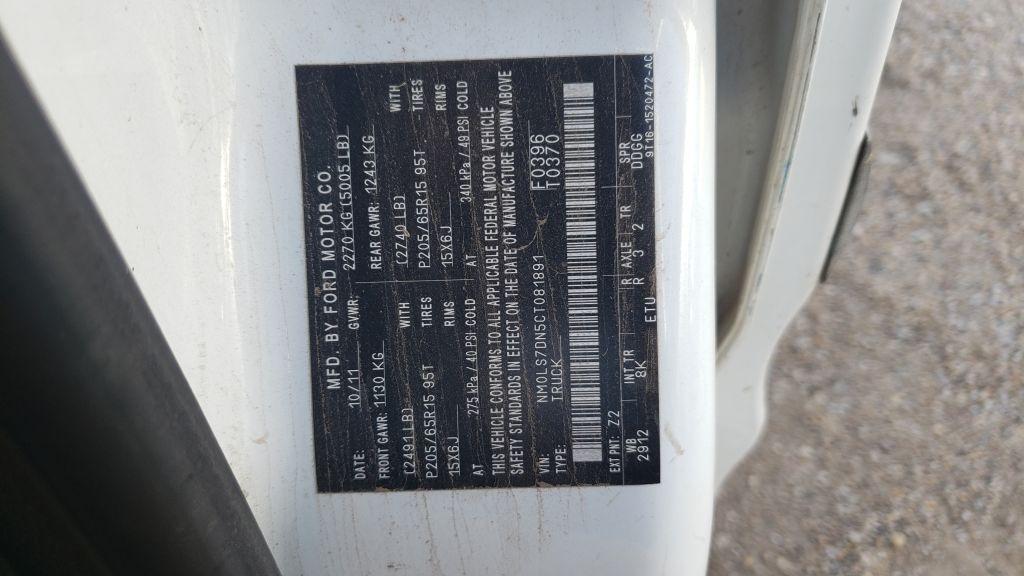 MFD. BY FORD MOTOR CO.
DATE: 10/11 GVWR: 2270 KG(5005 LB)
FRONT GAWR: 1130 KG REAR GAWR: 1243 KG
(2491LB) WITH (2740LB) WITH
P205/65R15 95T TIRES P205/65R15 95T TIRES
15X6J RIMS 15X6J RIMS
AT 275 kPa / 40 PSI COLD AT 340 kPa / 49 PSI COLD
THIS VEHICLE CONFORMS TO ALL APPLICABLE FEDERAL MOTOR VEHICLE
SAFETY STANDARDS IN EFFECT ON THE DATE OF MANUFACTURE SHOWN ABOVE
VIN: NM0LS7DN5CT081891 F0396
TYPE: TRUCK T0370
EXT PNT: Z2
WB INT TR R AXLE TR SPR
2912 8K R 3 2 DDGG
ETU 9T16-1520472-AC